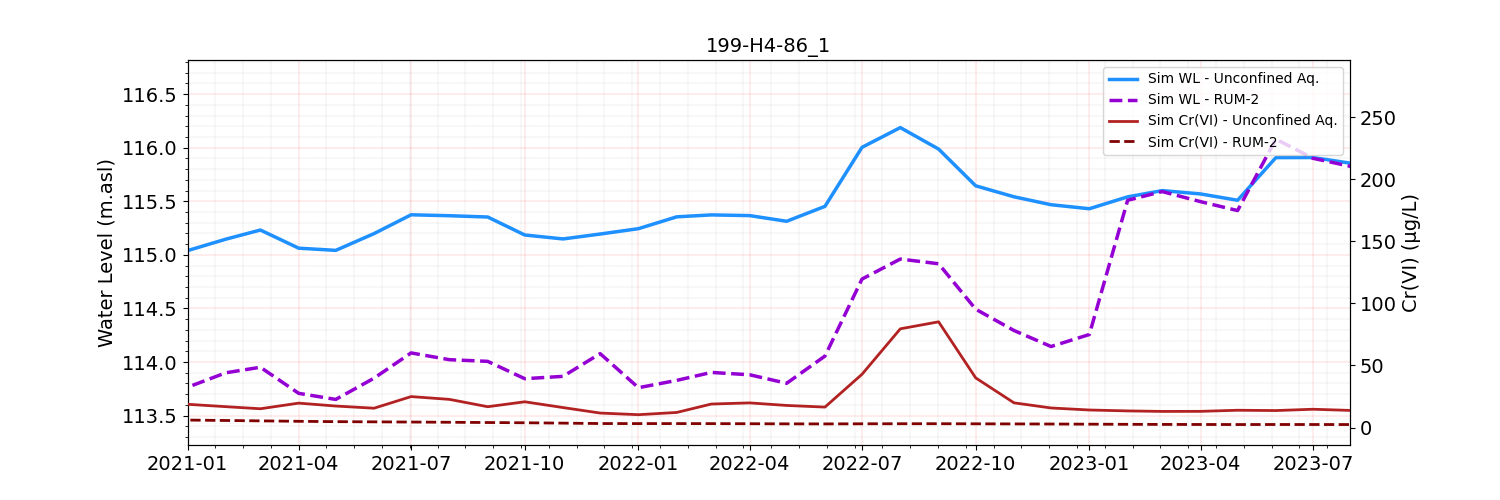 199-H4-86_1
Sim WL - Unconfined Aq.
Sim WL - RUM-2
Sim Cr(VI) - Unconfined Aq.
Sim Cr(VI) - RUM-2
Water Level (m.asl)
116.5
116.0
115.5
115.0
114.5
114.0
113.5
Cr(VI) (µg/L)
250
200
150
100
50
0
2021-01 2021-04 2021-07 2021-10 2022-01 2022-04 2022-07 2022-10 2023-01 2023-04 2023-07